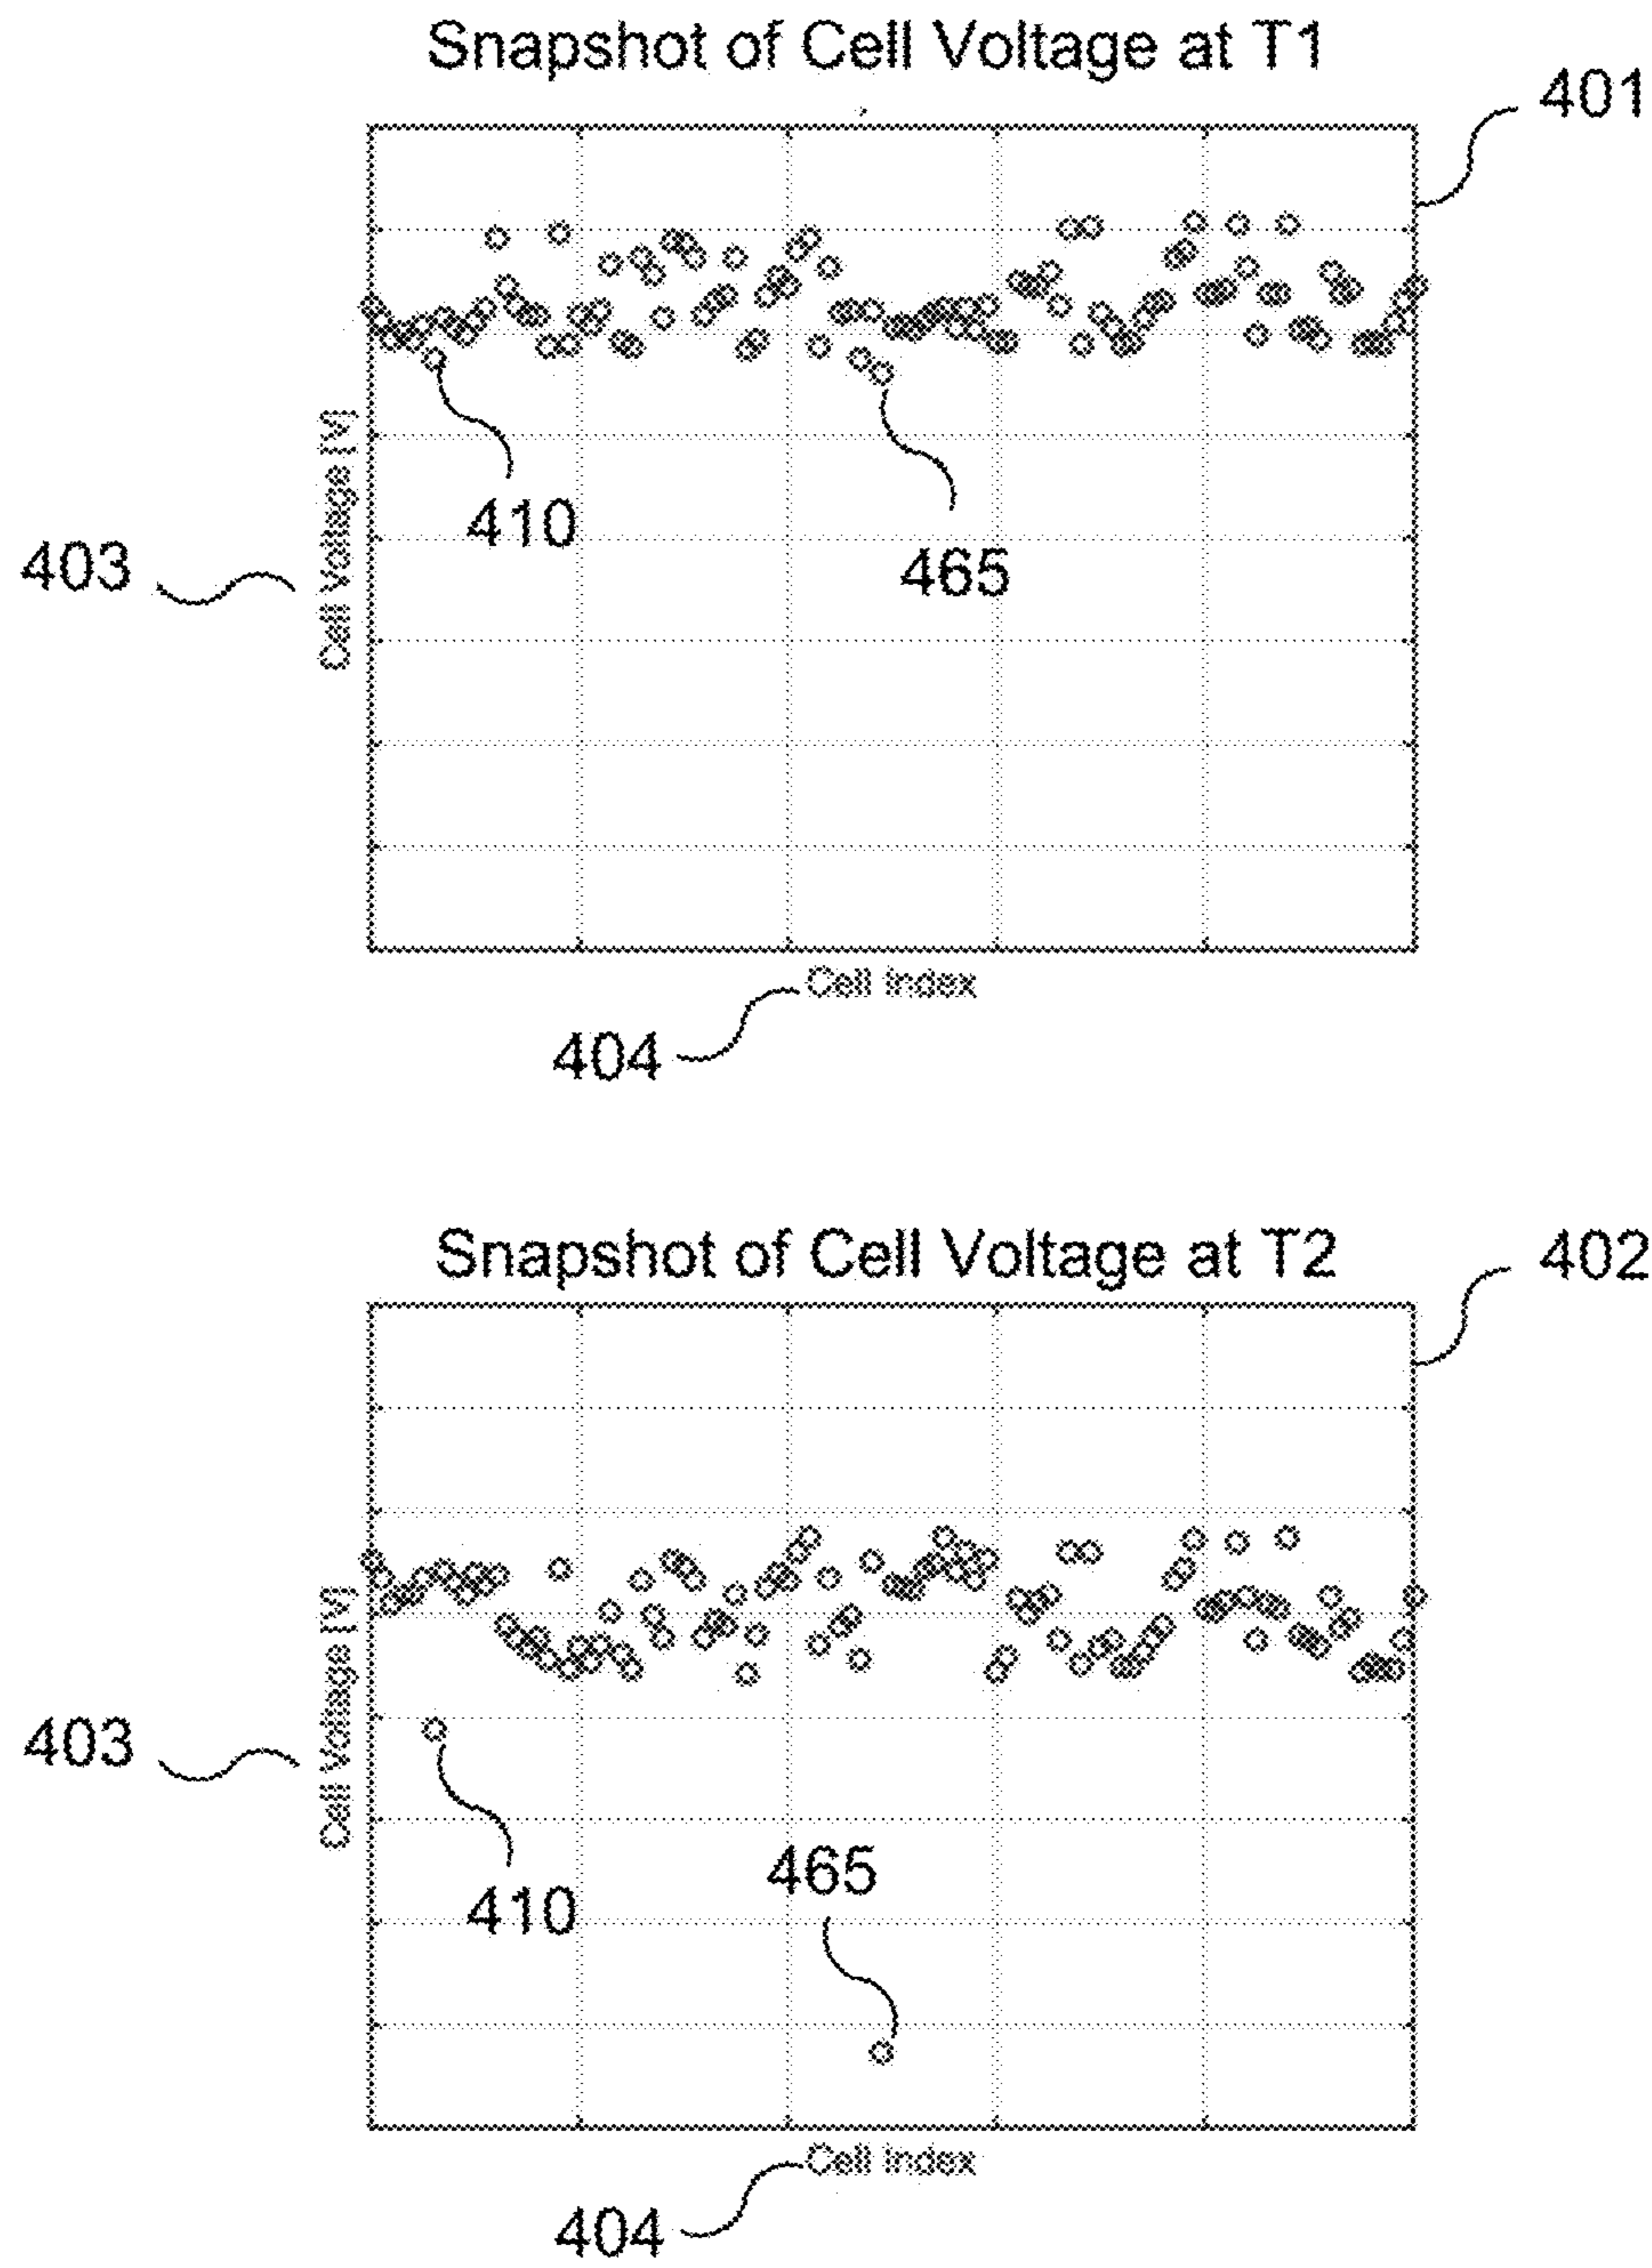 Snapshot of Cell Voltage at T1
401
Cell Voltage [V]
403
410
465
Cell index
404
Snapshot of Cell Voltage at T2
402
Cell Voltage [V]
403
410
465
Cell index
404